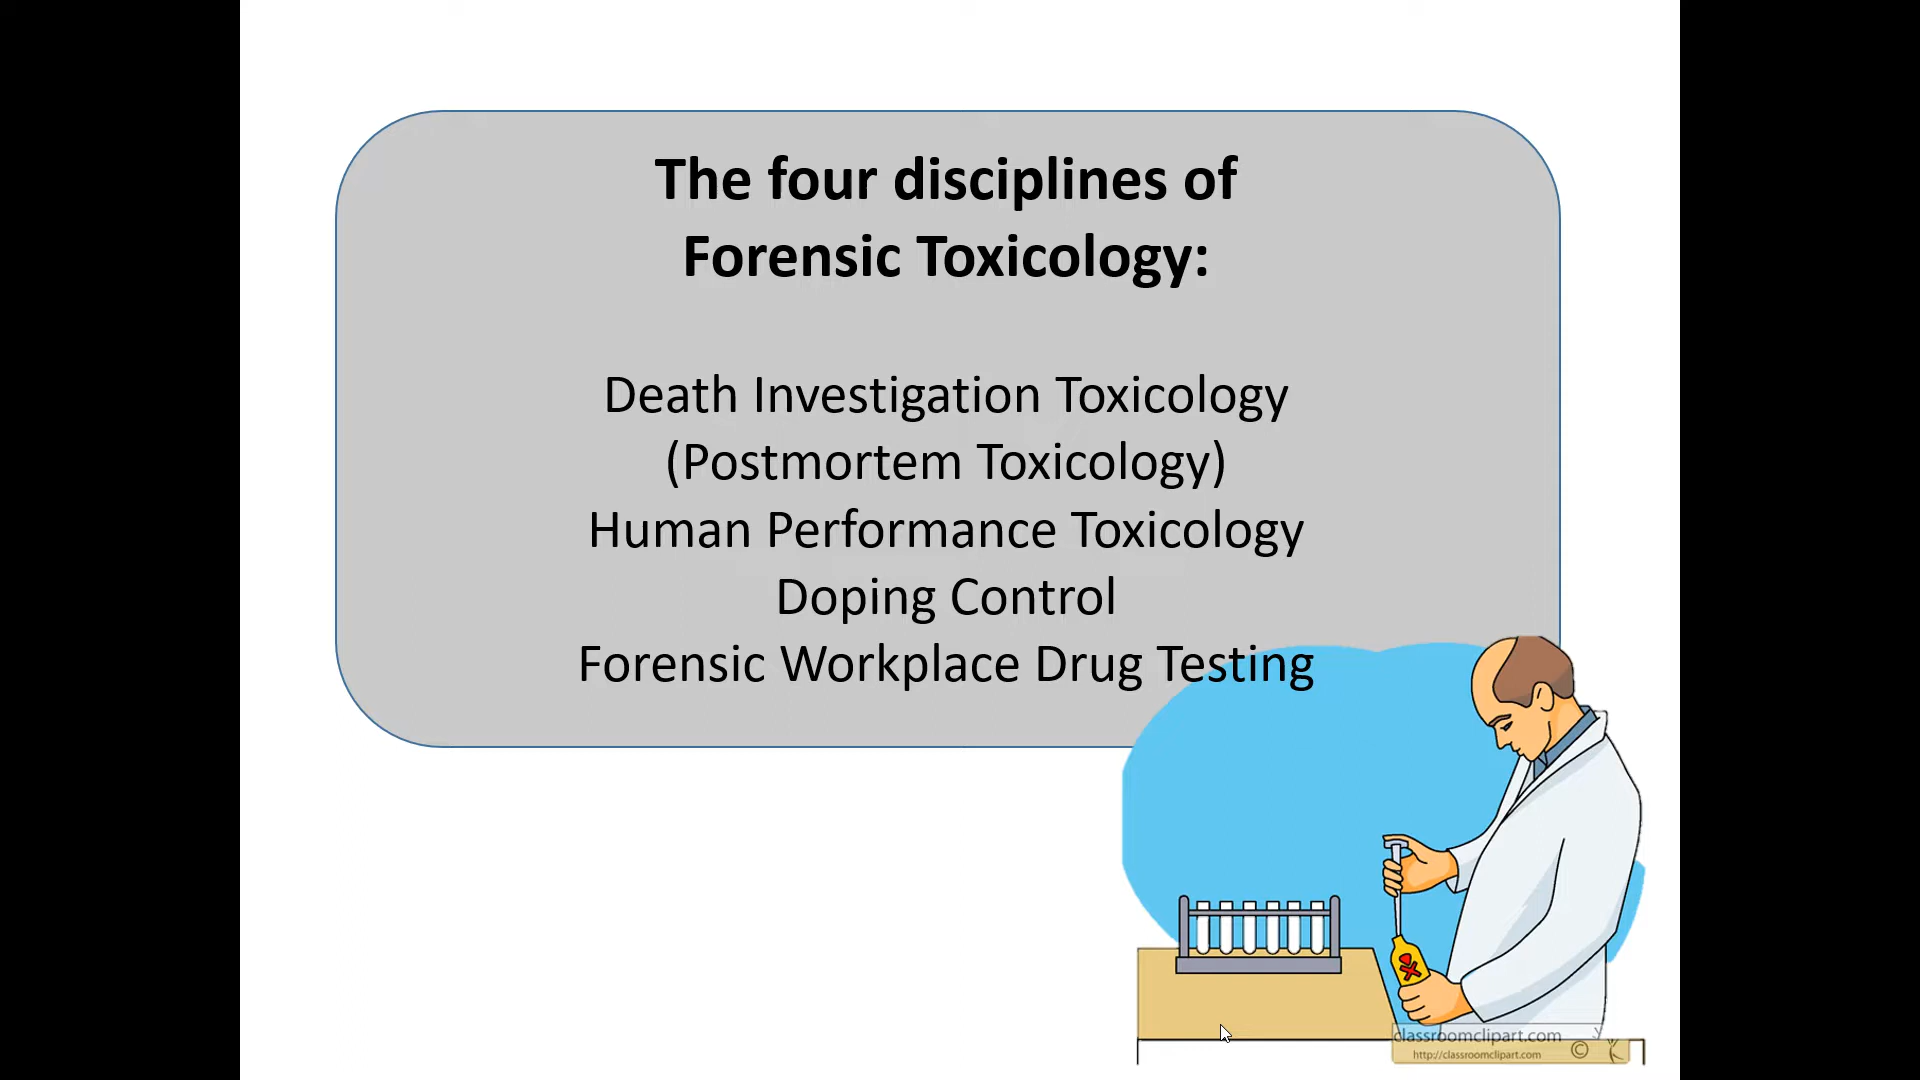 The four disciplines of
Forensic Toxicology:
Death Investigation Toxicology
(Postmortem Toxicology)
Human Performance Toxicology
Doping Control
Forensic Workplace Drug Testing
classroomclipart.com
http://classroomclipart.com ©